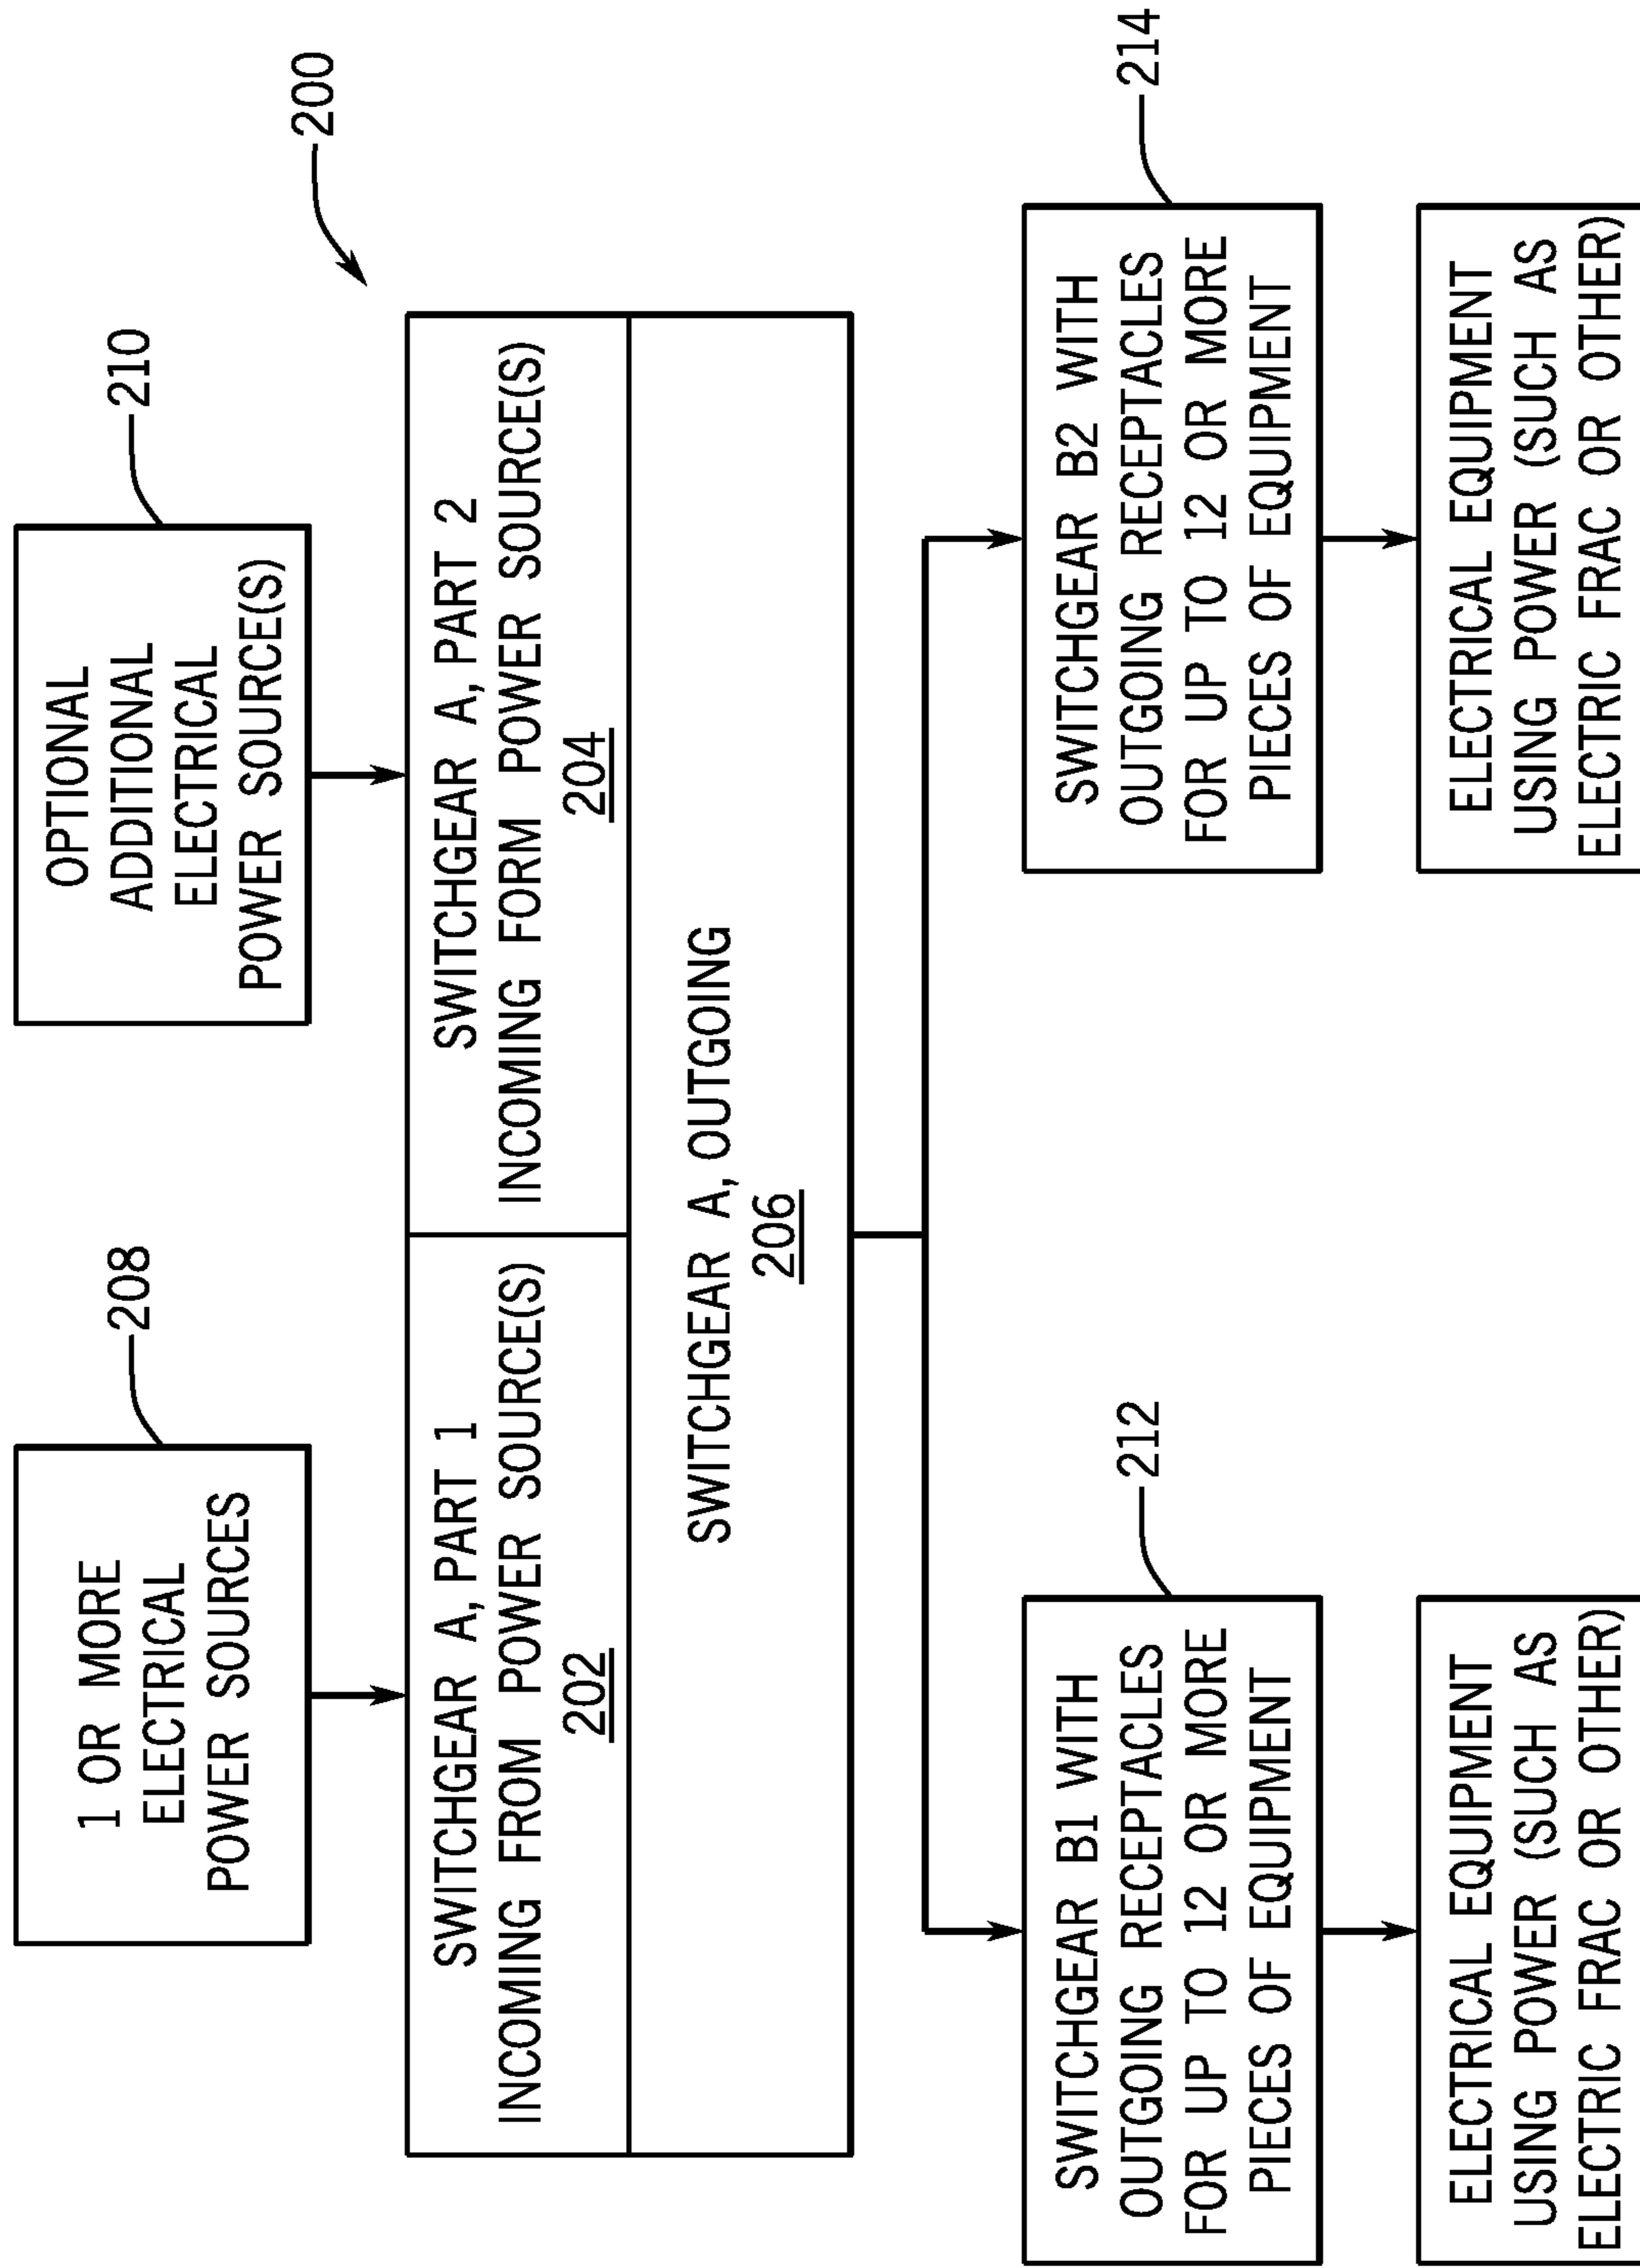 200
1 OR MORE
ELECTRICAL
POWER SOURCES
208
OPTIONAL
ADDITIONAL
ELECTRICAL
POWER SOURCE(S)
210
SWITCHGEAR A, PART 1
INCOMING FROM POWER SOURCE(S)
202
SWITCHGEAR A, PART 2
INCOMING FORM POWER SOURCE(S)
204
SWITCHGEAR A, OUTGOING
206
SWITCHGEAR B1 WITH
OUTGOING RECEPTACLES
FOR UP TO 12 OR MORE
PIECES OF EQUIPMENT
212
SWITCHGEAR B2 WITH
OUTGOING RECEPTACLES
FOR UP TO 12 OR MORE
PIECES OF EQUIPMENT
214
ELECTRICAL EQUIPMENT
USING POWER (SUCH AS
ELECTRIC FRAC OR OTHER)
ELECTRICAL EQUIPMENT
USING POWER (SUCH AS
ELECTRIC FRAC OR OTHER)